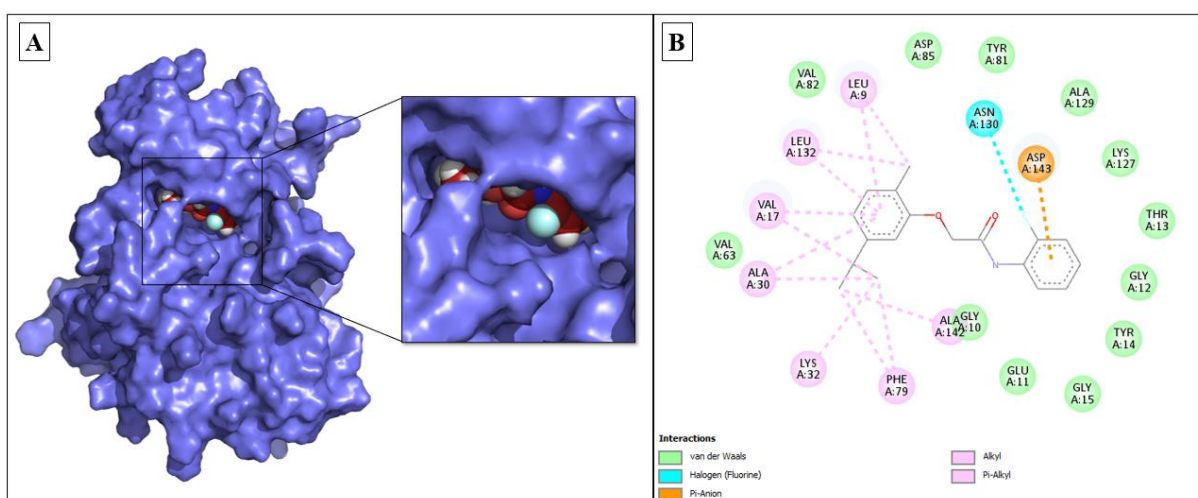 A
B
ASP
A:85
TYR
A:81
VAL
A:82
LEU
A:9
ALA
A:129
ASN
A:130
LEU
A:132
ASP
A:143
LYS
A:127
VAL
A:17
O
O
THR
A:13
VAL
A:63
N
ALA
A:30
GLY
A:12
ALA
A:142
GLY
A:10
TYR
A:14
LYS
A:32
PHE
A:79
GLU
A:11
GLY
A:15
Interactions
van der Waals
Halogen (Fluorine)
Pi-Anion
Alkyl
Pi-Alkyl